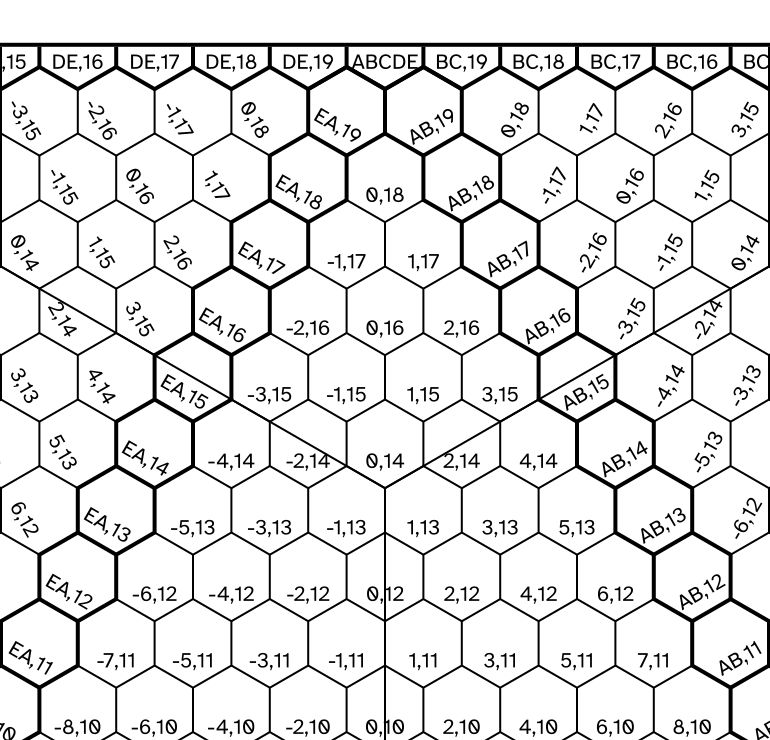 ,15 DE,16 DE,17 DE,18 DE,19 ABCDE BC,19 BC,18 BC,17 BC,16 BC
-3,15 -2,16 -1,17 0,18 EA,19 AB,19 0,18 1,17 2,16 3,15
-1,15 0,16 1,17 EA,18 0,18 AB,18 -1,17 0,16 1,15
0,14 1,15 2,16 EA,17 -1,17 1,17 AB,17 -2,16 -1,15 0,14
2,14 3,15 EA,16 -2,16 0,16 2,16 AB,16 -3,15 -2,14
3,13 4,14 EA,15 -3,15 -1,15 1,15 3,15 AB,15 -4,14 -3,13
5,13 EA,14 -4,14 -2,14 0,14 2,14 4,14 AB,14 -5,13
6,12 EA,13 -5,13 -3,13 -1,13 1,13 3,13 5,13 AB,13 -6,12
EA,12 -6,12 -4,12 -2,12 0,12 2,12 4,12 6,12 AB,12
EA,11 -7,11 -5,11 -3,11 -1,11 1,11 3,11 5,11 7,11 AB,11
10 -8,10 -6,10 -4,10 -2,10 0,10 2,10 4,10 6,10 8,10